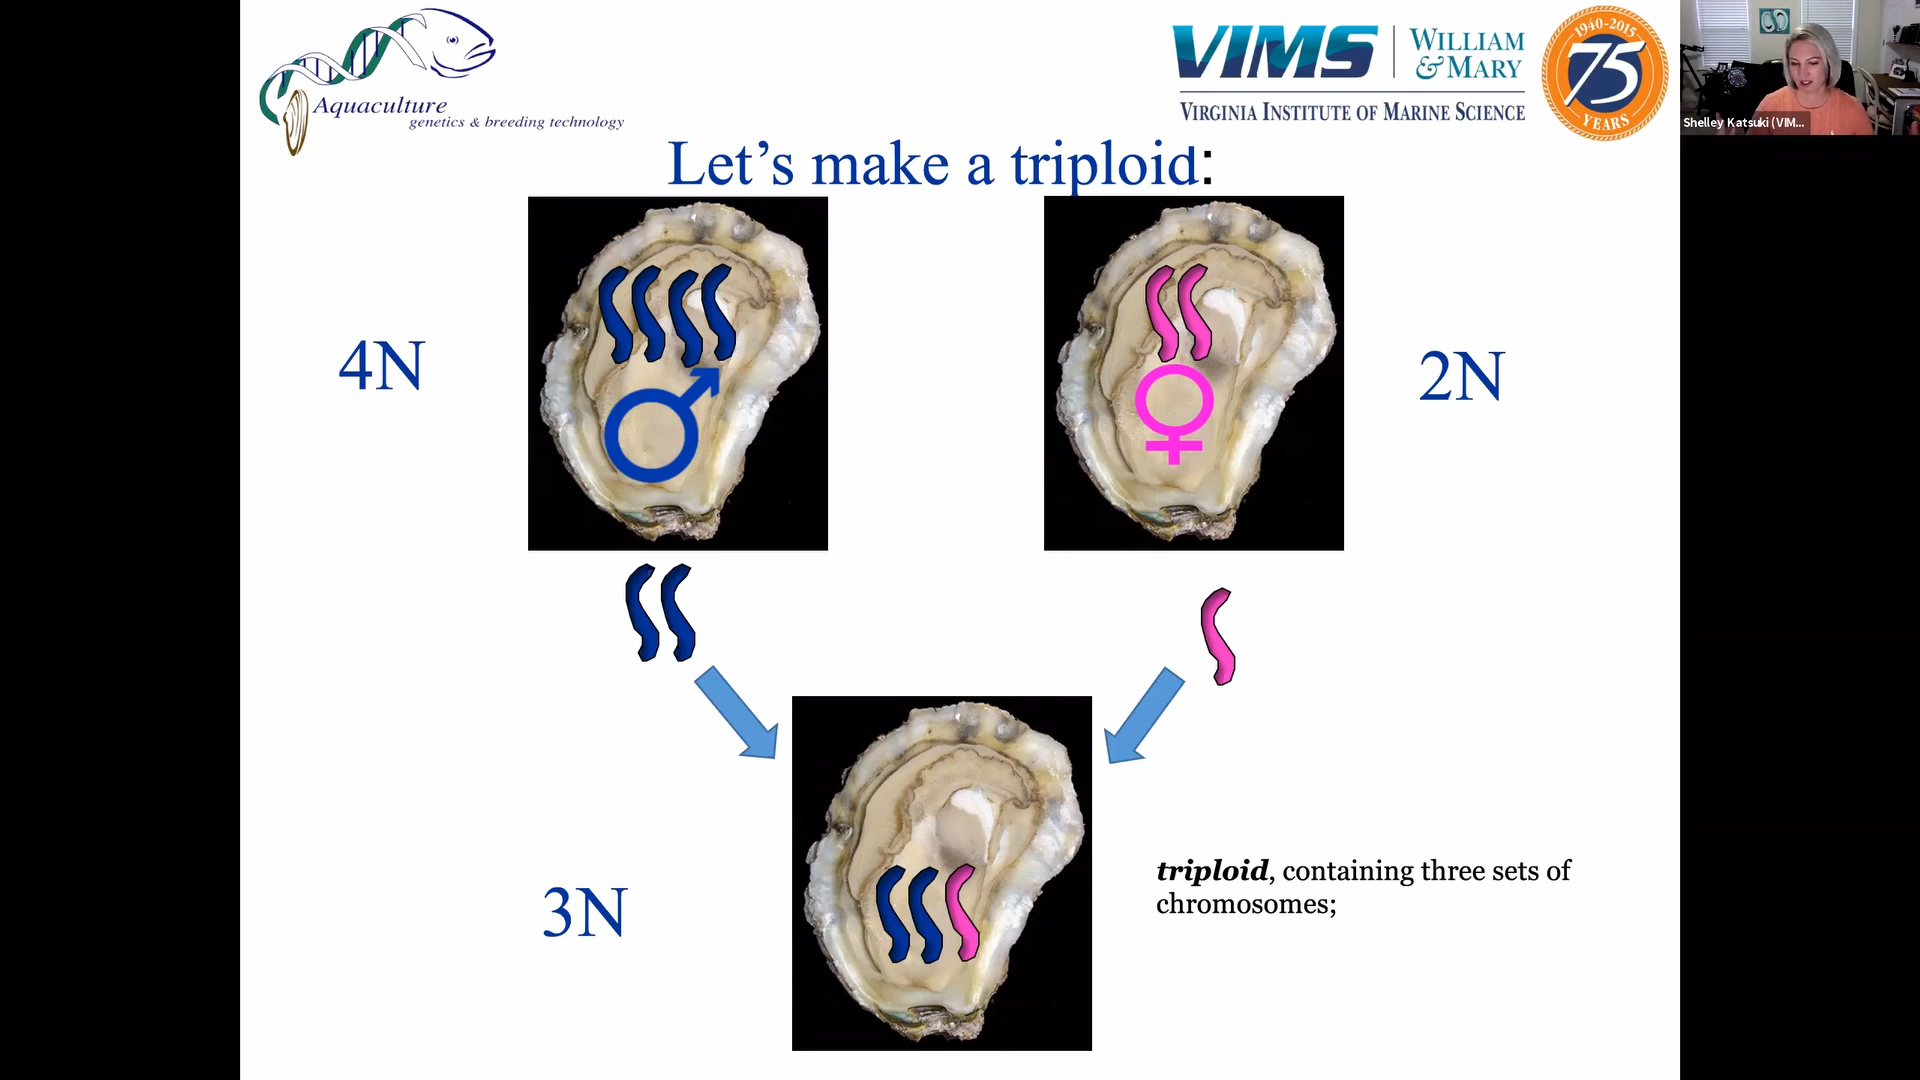 Aquaculture
genetics & breeding technology
VIMS
WILLIAM
& MARY
VIRGINIA INSTITUTE OF MARINE SCIENCE
1940-2015
75
YEARS
Shelley Katsuki (VIM...
Let's make a triploid:
4N
2N
3N
triploid, containing three sets of
chromosomes;